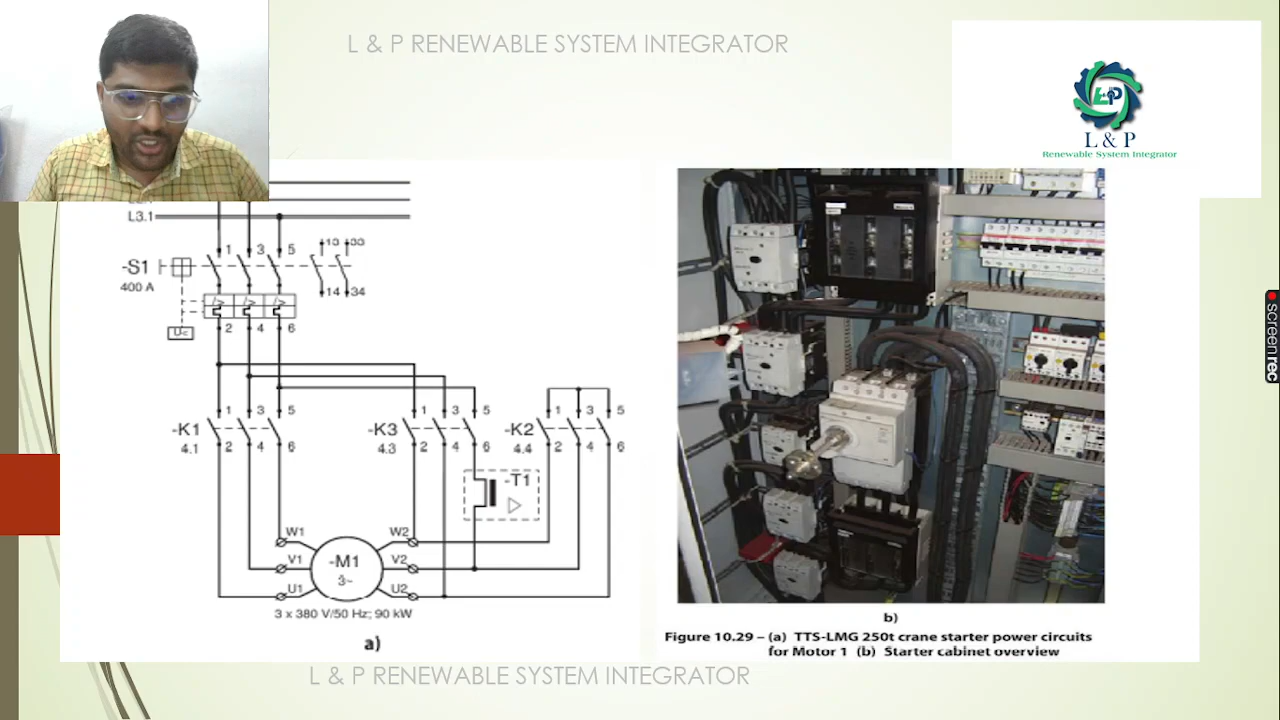 L & P RENEWABLE SYSTEM INTEGRATOR
L & P
Renewable System Integrator
L3.1
1 3 5 13 33
-S1
400 A
14 34
I> I> I>
U<
2 4 6
1 3 5 1 3 5 1 3 5
-K1 -K3 -K2
4.1 2 4 6 4.3 2 4 6 4.4 2 4 6
-T1
W1 W2
V1 -M1 V2
3~
U1 U2
3 x 380 V/50 Hz; 90 kW
a)
b)
Figure 10.29 – (a) TTS-LMG 250t crane starter power circuits
for Motor 1 (b) Starter cabinet overview
L & P RENEWABLE SYSTEM INTEGRATOR
screenrec